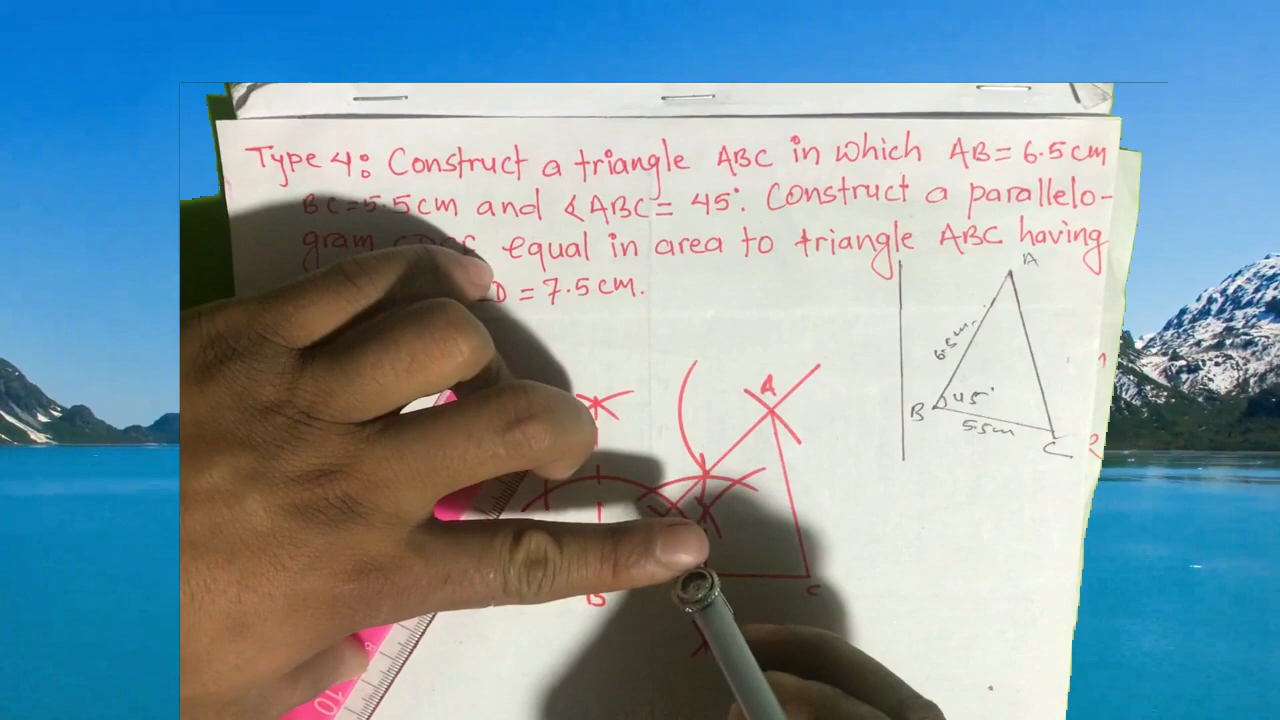 Type 4: Construct a triangle ABC in which AB = 6.5 cm
BC = 5.5 cm and ∠ABC = 45°. Construct a parallelo-
gram equal in area to triangle ABC having
D = 7.5 cm.
A
6.5 cm
B 45°
5.5 cm
C
A
B
C
10